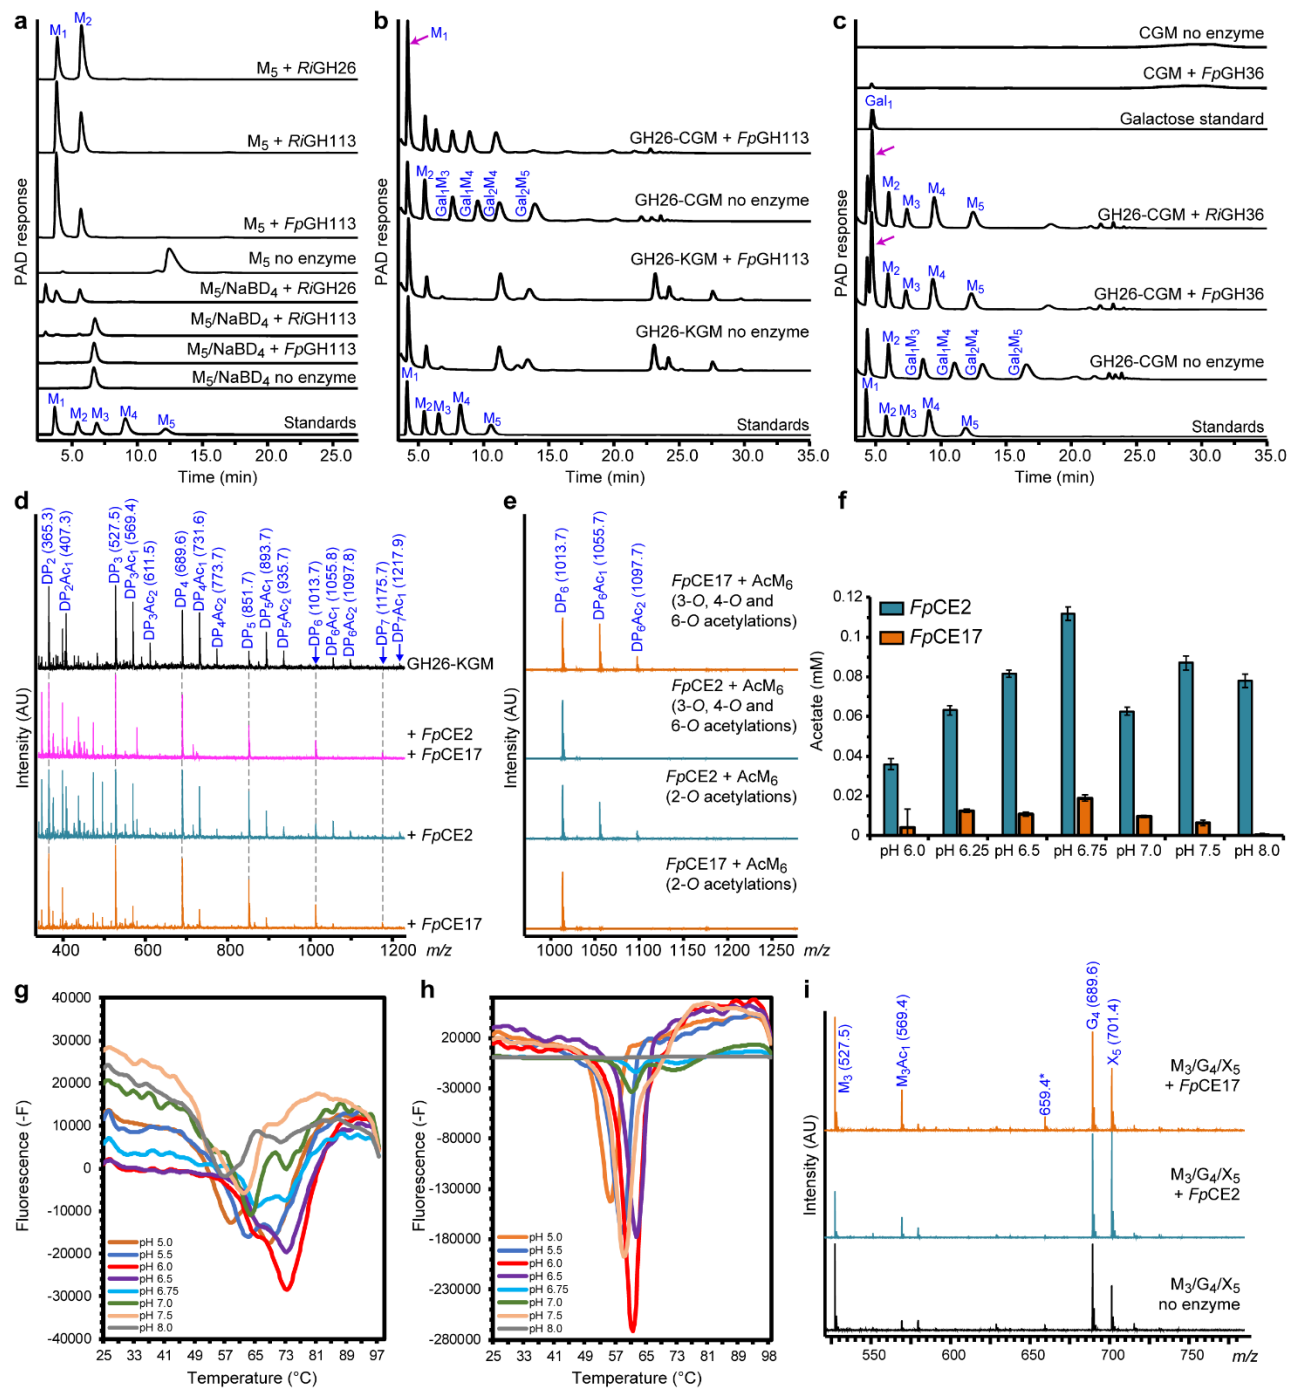 a
M1
M2
M5 + RiGH26
M5 + RiGH113
M5 + FpGH113
M5 no enzyme
M5/NaBD4 + RiGH26
M5/NaBD4 + RiGH113
M5/NaBD4 + FpGH113
M5/NaBD4 no enzyme
M1
M2 M3 M4 M5
Standards
PAD response
5.0 10.0 15.0 20.0 25.0
Time (min)
b
M1
GH26-CGM + FpGH113
M2 Gal1M3 Gal1M4 Gal2M4 Gal2M5
GH26-CGM no enzyme
GH26-KGM + FpGH113
GH26-KGM no enzyme
M1
M2 M3 M4 M5
Standards
PAD response
5.0 10.0 15.0 20.0 25.0 30.0 35.0
Time (min)
c
CGM no enzyme
CGM + FpGH36
Gal1
Galactose standard
M2 M3 M4 M5
GH26-CGM + RiGH36
M2 M3 M4 M5
GH26-CGM + FpGH36
M2 Gal1M3 Gal1M4 Gal2M4 Gal2M5
GH26-CGM no enzyme
M1
M2 M3 M4 M5
Standards
PAD response
5.0 10.0 15.0 20.0 25.0 30.0 35.0
Time (min)
d
DP2 (365.3)
DP2Ac1 (407.3)
DP3 (527.5)
DP3Ac1 (569.4)
DP3Ac2 (611.5)
DP4 (689.6)
DP4Ac1 (731.6)
DP4Ac2 (773.7)
DP5 (851.7)
DP5Ac1 (893.7)
DP5Ac2 (935.7)
DP6 (1013.7)
DP6Ac1 (1055.8)
DP6Ac2 (1097.8)
DP7 (1175.7)
DP7Ac1 (1217.9)
GH26-KGM
+ FpCE2
+ FpCE17
+ FpCE2
+ FpCE17
Intensity (AU)
400 600 800 1000 1200 m/z
e
DP6 (1013.7)
DP6Ac1 (1055.7)
DP6Ac2 (1097.7)
FpCE17 + AcM6
(3-O, 4-O and
6-O acetylations)
FpCE2 + AcM6
(3-O, 4-O and
6-O acetylations)
FpCE2 + AcM6
(2-O acetylations)
FpCE17 + AcM6
(2-O acetylations)
Intensity (AU)
1000 1050 1100 1150 1200 1250
m/z
f
FpCE2
FpCE17
Acetate (mM)
0.12
0.1
0.08
0.06
0.04
0.02
0
pH 6.0 pH 6.25 pH 6.5 pH 6.75 pH 7.0 pH 7.5 pH 8.0
g
40000
30000
20000
10000
0
-10000
-20000
-30000
-40000
Fluorescence (-F)
pH 5.0
pH 5.5
pH 6.0
pH 6.5
pH 6.75
pH 7.0
pH 7.5
pH 8.0
25 33 41 49 57 65 73 81 89 97
Temperature (°C)
h
20000
-30000
-80000
-130000
-180000
-230000
-280000
Fluorescence (-F)
pH 5.0
pH 5.5
pH 6.0
pH 6.5
pH 6.75
pH 7.0
pH 7.5
pH 8.0
25 33 41 49 57 65 73 81 89 98
Temperature (°C)
i
M3 (527.5)
M3Ac1 (569.4)
659.4*
G4 (689.6)
X5 (701.4)
M3/G4/X5
+ FpCE17
M3/G4/X5
+ FpCE2
M3/G4/X5
no enzyme
Intensity (AU)
550 600 650 700 750 m/z